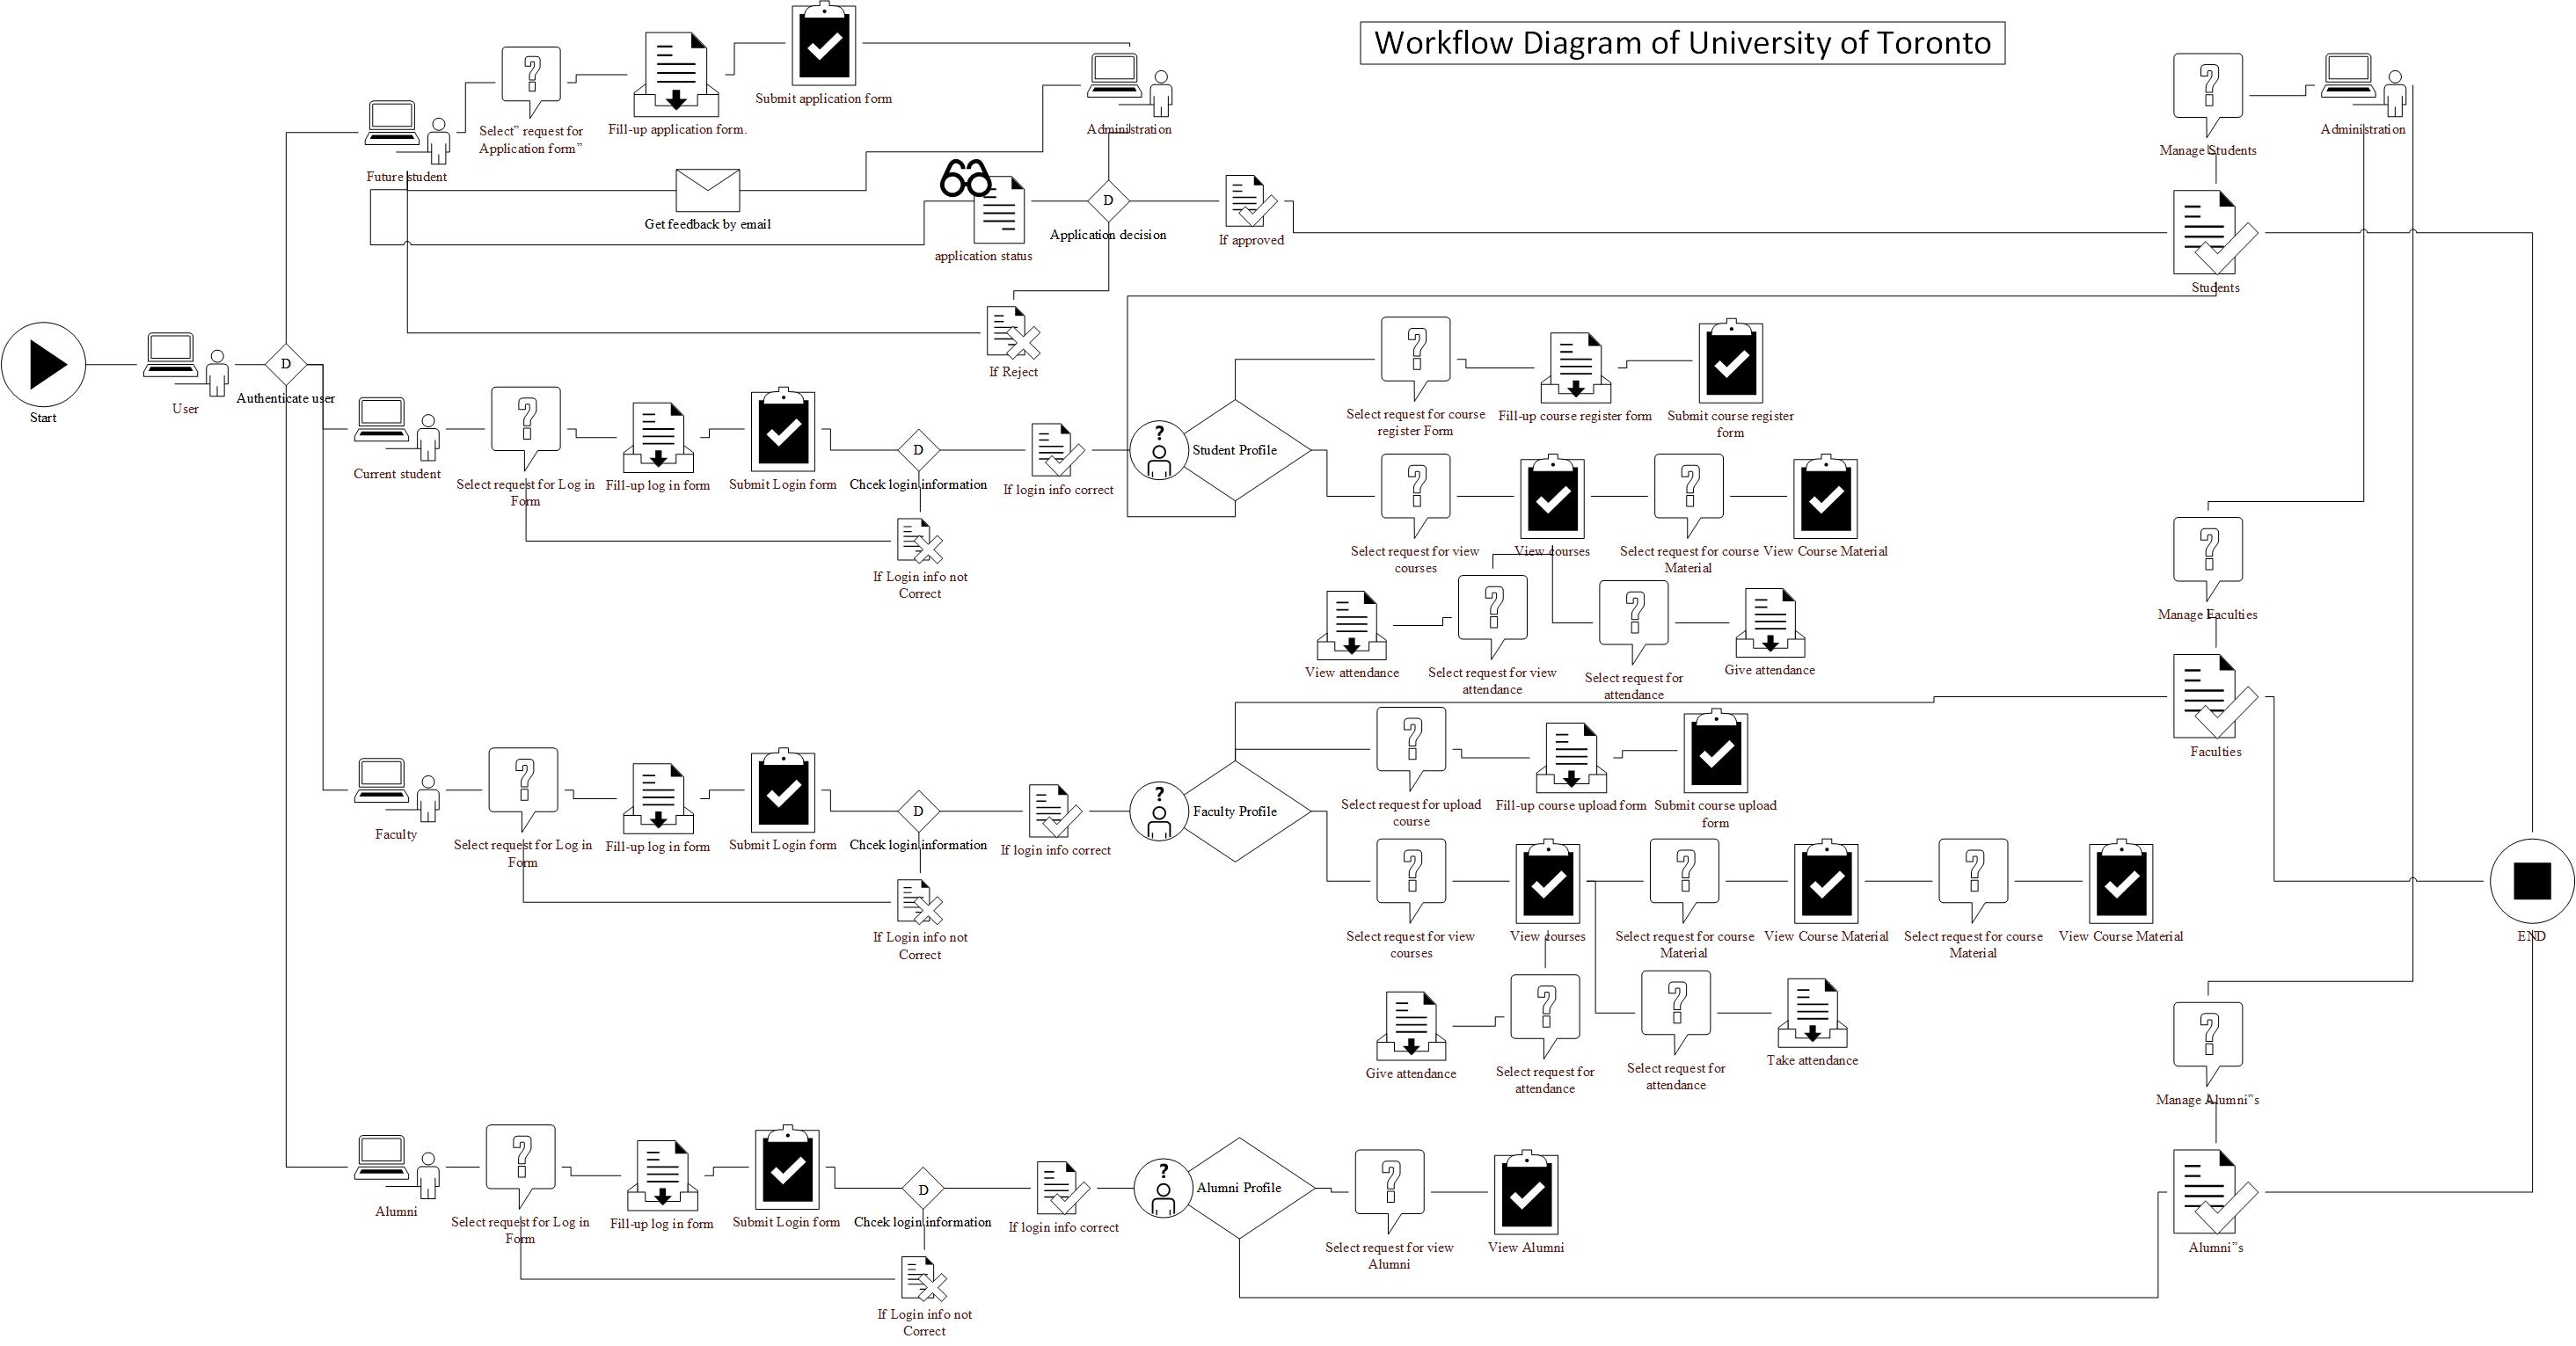 Workflow Diagram of University of Toronto
Submit application form
Select” request for
Application form”
Fill-up application form.
Administration
Manage Students
Administration
Future student
Get feedback by email
D
Application decision
application status
If approved
Students
If Reject
Start
User
D
Authenticate user
Current student
Select request for Log in
Form
Fill-up log in form
Submit Login form
D
Chcek login information
If login info correct
If Login info not
Correct
?
Student Profile
Select request for course
register Form
Fill-up course register form
Submit course register
form
Select request for view
courses
View courses
Select request for course
Material
View Course Material
View attendance
Select request for view
attendance
Select request for
attendance
Give attendance
Manage Faculties
Faculties
Faculty
Select request for Log in
Form
Fill-up log in form
Submit Login form
D
Chcek login information
If login info correct
If Login info not
Correct
?
Faculty Profile
Select request for upload
course
Fill-up course upload form
Submit course upload
form
Select request for view
courses
View courses
Select request for course
Material
View Course Material
Select request for course
Material
View Course Material
END
Give attendance
Select request for
attendance
Select request for
attendance
Take attendance
Manage Alumni”s
Alumni”s
Alumni
Select request for Log in
Form
Fill-up log in form
Submit Login form
D
Chcek login information
If login info correct
If Login info not
Correct
?
Alumni Profile
Select request for view
Alumni
View Alumni